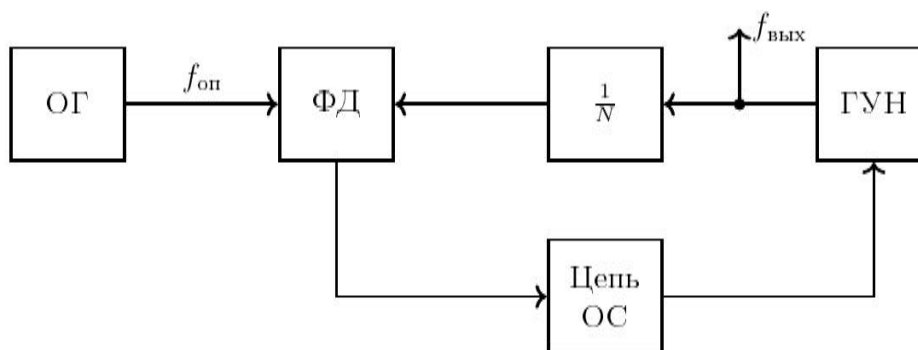 f_вых
f_оп
ОГ
ФД
1/N
ГУН
Цепь
ОС